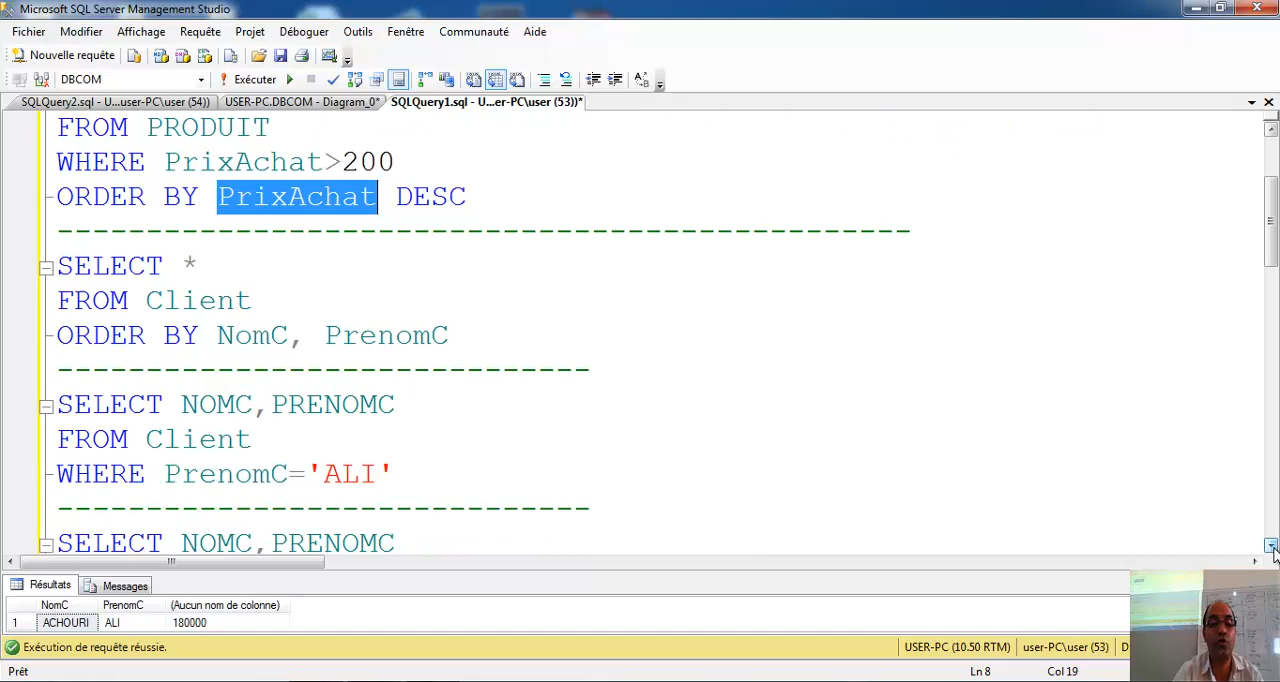 Microsoft SQL Server Management Studio
Fichier Modifier Affichage Requête Projet Déboguer Outils Fenêtre Communauté Aide
Nouvelle requête
DBCOM Exécuter
SQLQuery2.sql - U...user-PC\user (54)) USER-PC.DBCOM - Diagram_0* SQLQuery1.sql - U...er-PC\user (53))*
FROM PRODUIT
WHERE PrixAchat>200
ORDER BY PrixAchat DESC
------------------------------------------------
SELECT *
FROM Client
ORDER BY NomC, PrenomC
------------------------------
SELECT NOMC,PRENOMC
FROM Client
WHERE PrenomC='ALI'
------------------------------
SELECT NOMC,PRENOMC
Résultats Messages
NomC PrenomC (Aucun nom de colonne)
1 ACHOURI ALI 180000
Exécution de requête réussie. USER-PC (10.50 RTM) user-PC\user (53) D
Prêt Ln 8 Col 19